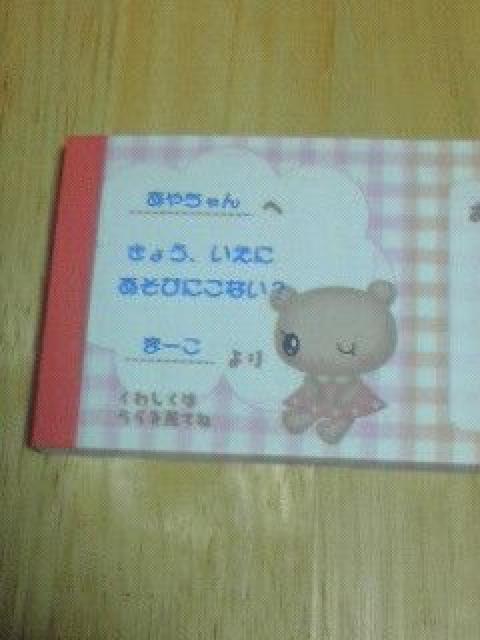 あやちゃん へ
きょう、いえに
あそびにこない？
まーこ より
くわしくは
うらを見てね